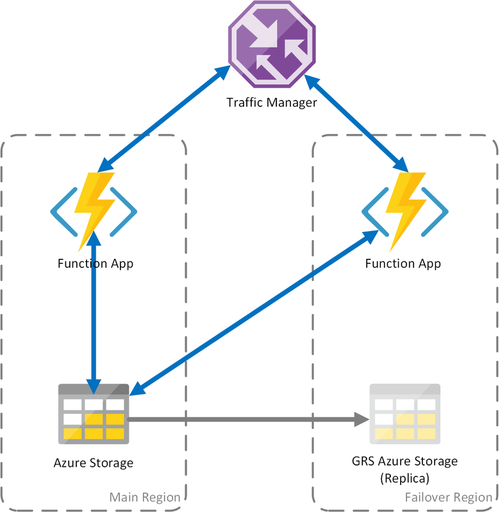 Traffic Manager
Function App
Function App
Azure Storage
GRS Azure Storage
(Replica)
Main Region
Failover Region